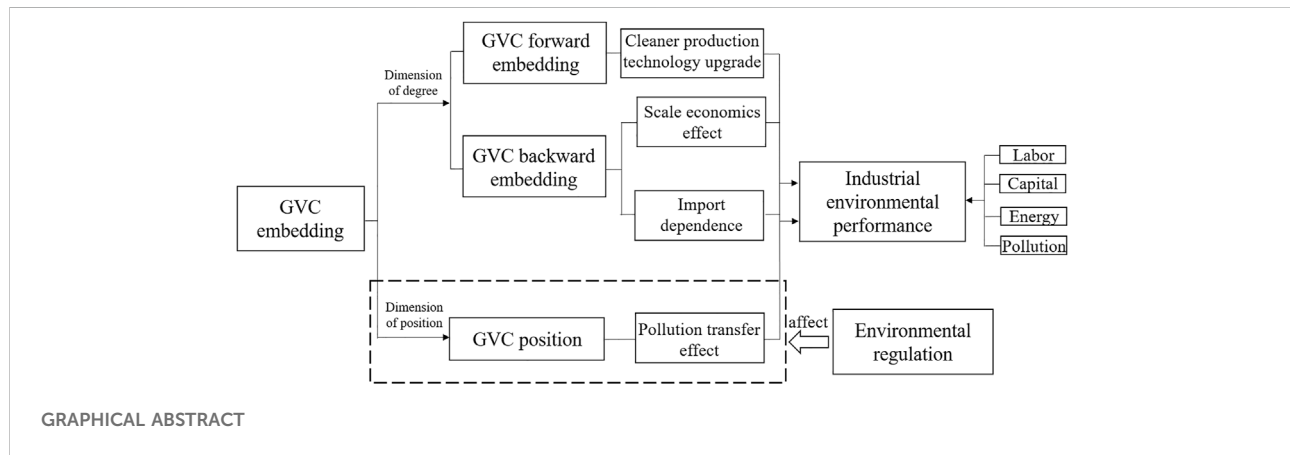 GVC
embedding
Dimension
of degree
GVC forward
embedding
Cleaner production
technology upgrade
GVC backward
embedding
Scale economics
effect
Import
dependence
Dimension
of position
GVC position
Pollution transfer
effect
Industrial
environmental
performance
Labor
Capital
Energy
Pollution
affect
Environmental
regulation
GRAPHICAL ABSTRACT